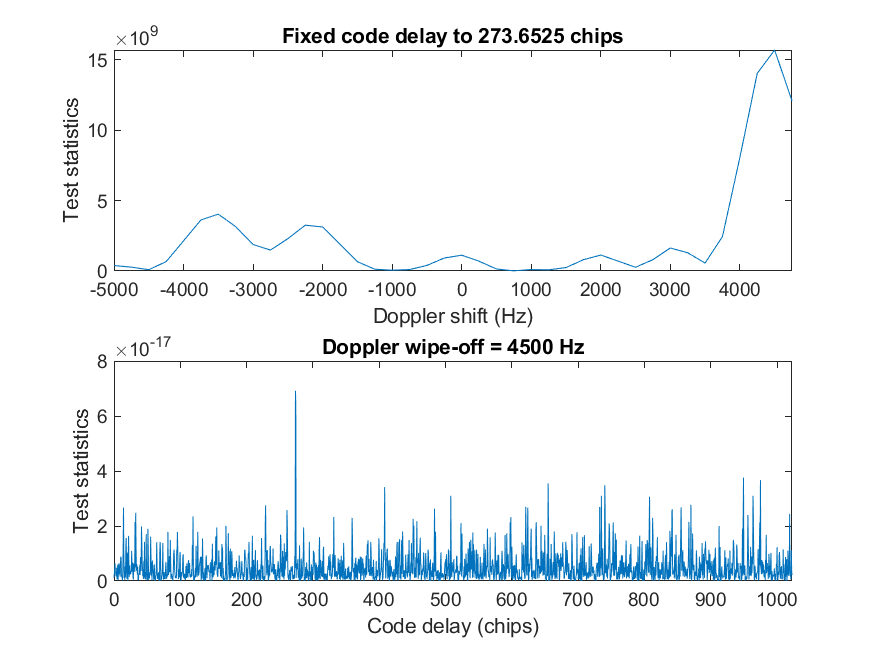 ×10^9
Fixed code delay to 273.6525 chips
15
10
5
0
Test statistics
-5000 -4000 -3000 -2000 -1000 0 1000 2000 3000 4000
Doppler shift (Hz)
×10^-17
Doppler wipe-off = 4500 Hz
8
6
4
2
0
Test statistics
0 100 200 300 400 500 600 700 800 900 1000
Code delay (chips)